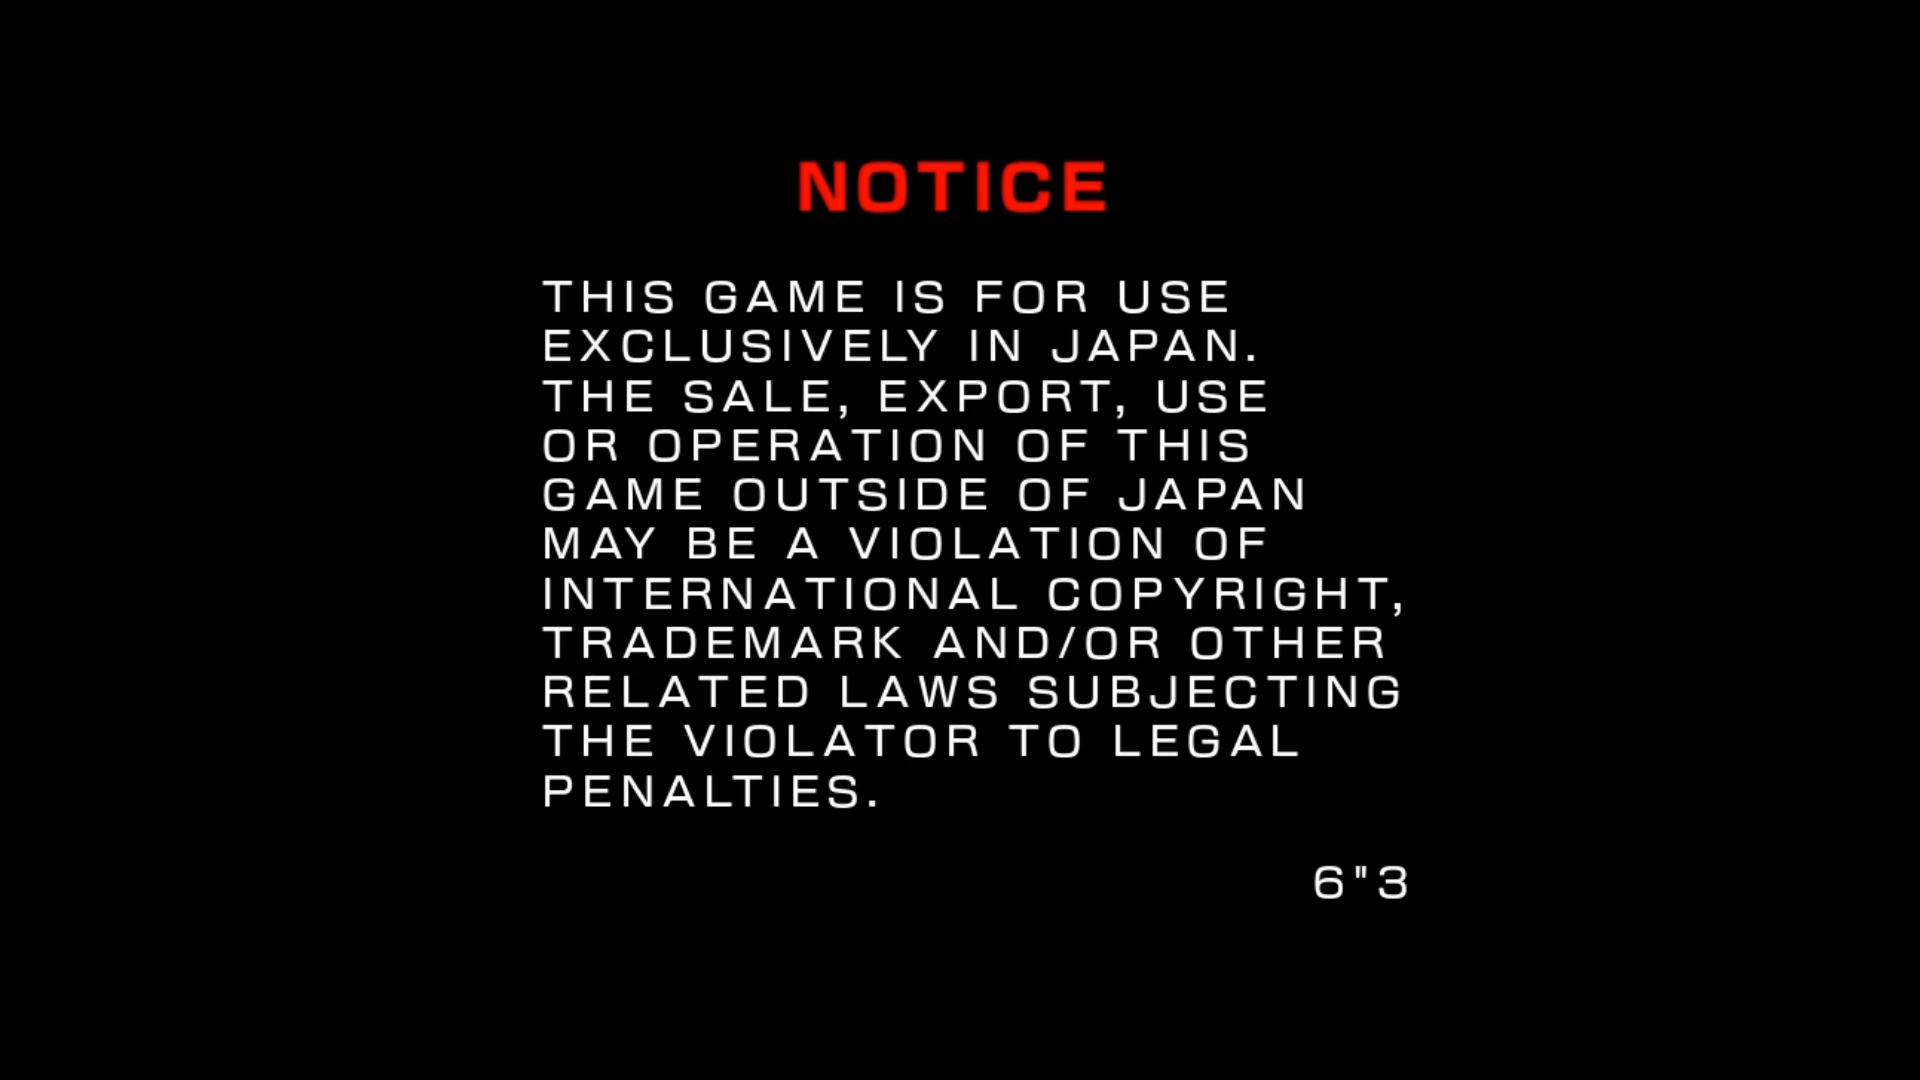 NOTICE
THIS GAME IS FOR USE
EXCLUSIVELY IN JAPAN.
THE SALE, EXPORT, USE
OR OPERATION OF THIS
GAME OUTSIDE OF JAPAN
MAY BE A VIOLATION OF
INTERNATIONAL COPYRIGHT,
TRADEMARK AND/OR OTHER
RELATED LAWS SUBJECTING
THE VIOLATOR TO LEGAL
PENALTIES.
6"3